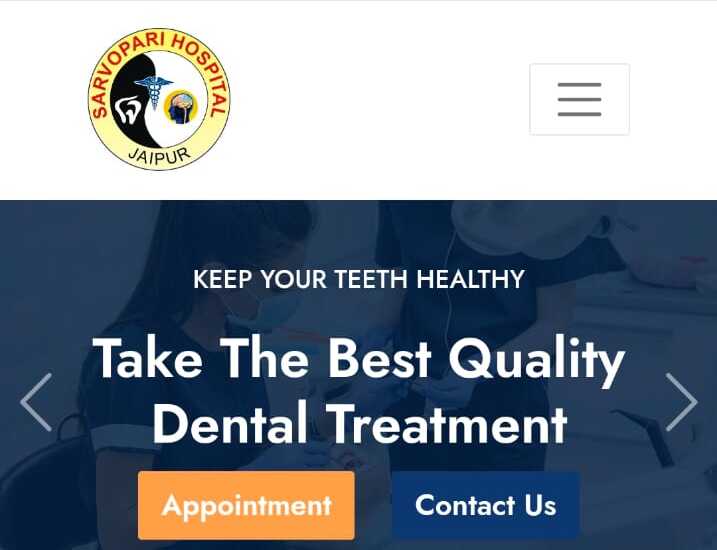 SARVOPARI HOSPITAL
JAIPUR
KEEP YOUR TEETH HEALTHY
Take The Best Quality
Dental Treatment
Appointment
Contact Us